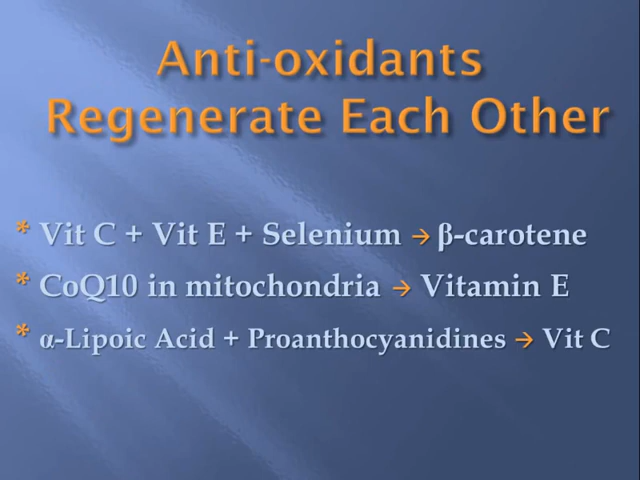 Anti-oxidants
Regenerate Each Other
* Vit C + Vit E + Selenium → β-carotene
* CoQ10 in mitochondria → Vitamin E
* α-Lipoic Acid + Proanthocyanidines → Vit C